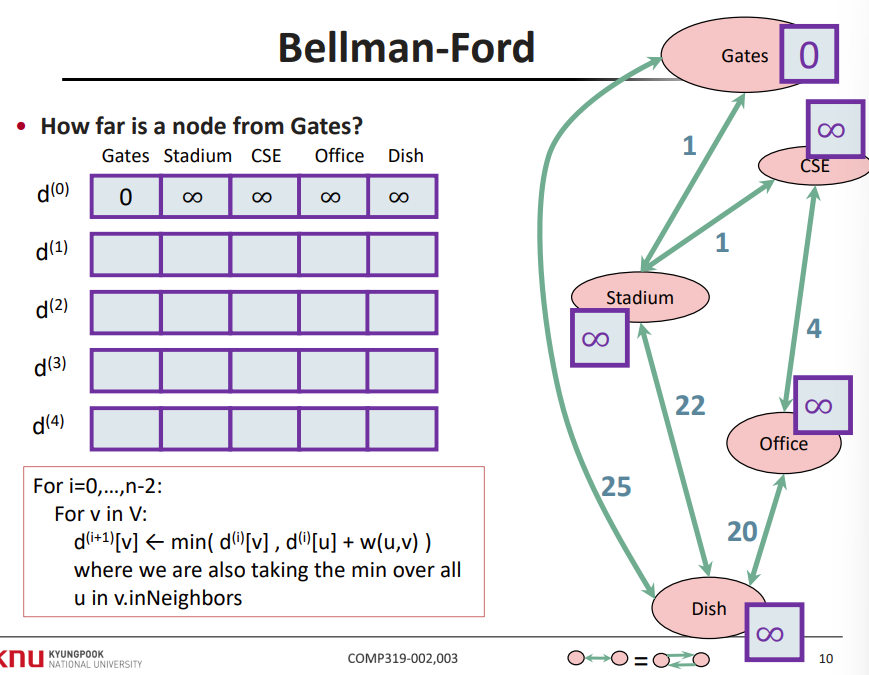 Bellman-Ford
• How far is a node from Gates?
Gates Stadium CSE Office Dish
d(0) 0 ∞ ∞ ∞ ∞
d(1)
d(2)
d(3)
d(4)
For i=0,...,n-2:
For v in V:
d(i+1)[v] ← min( d(i)[v] , d(i)[u] + w(u,v) )
where we are also taking the min over all
u in v.inNeighbors
Gates 0
∞
CSE
1
1
Stadium
∞
4
22
∞
Office
25
20
Dish
∞
KNU KYUNGPOOK
NATIONAL UNIVERSITY
COMP319-002,003
=
10